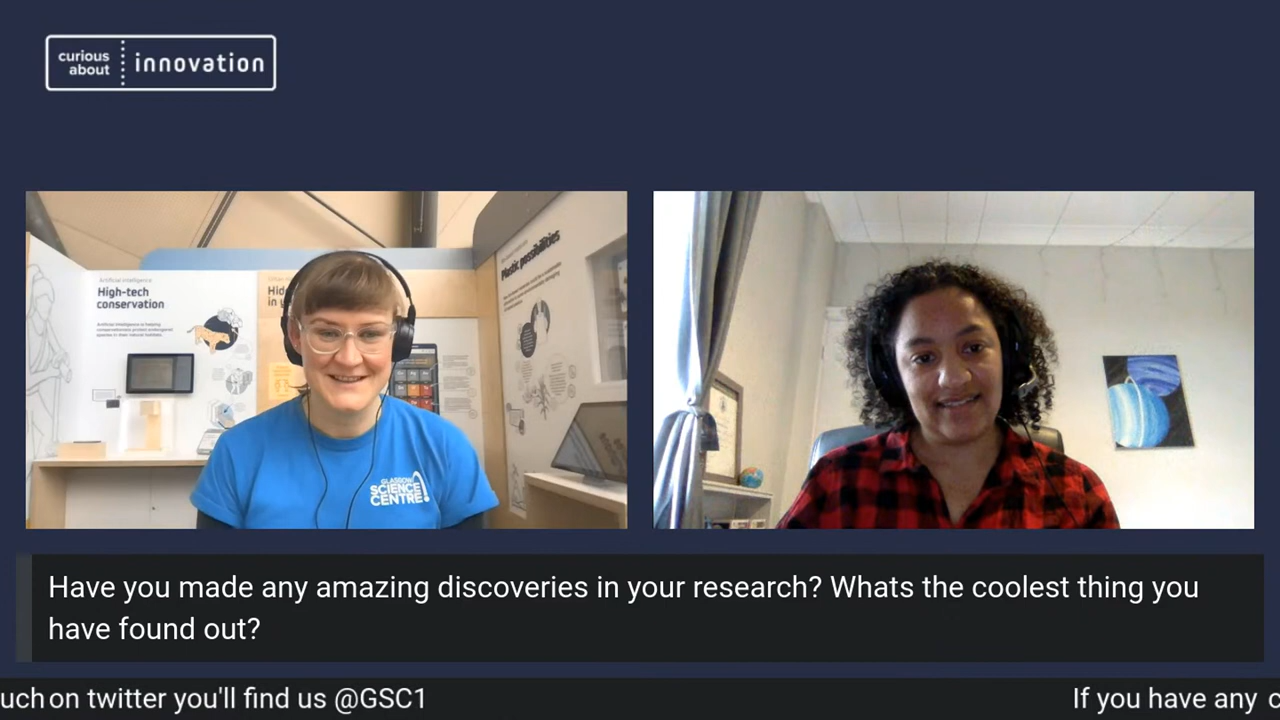 curious
about
innovation
Artificial intelligence
High-tech
conservation
Plastic possibilities
GLASGOW
SCIENCE
CENTRE
Have you made any amazing discoveries in your research? Whats the coolest thing you
have found out?
on twitter you'll find us @GSC1
If you have any